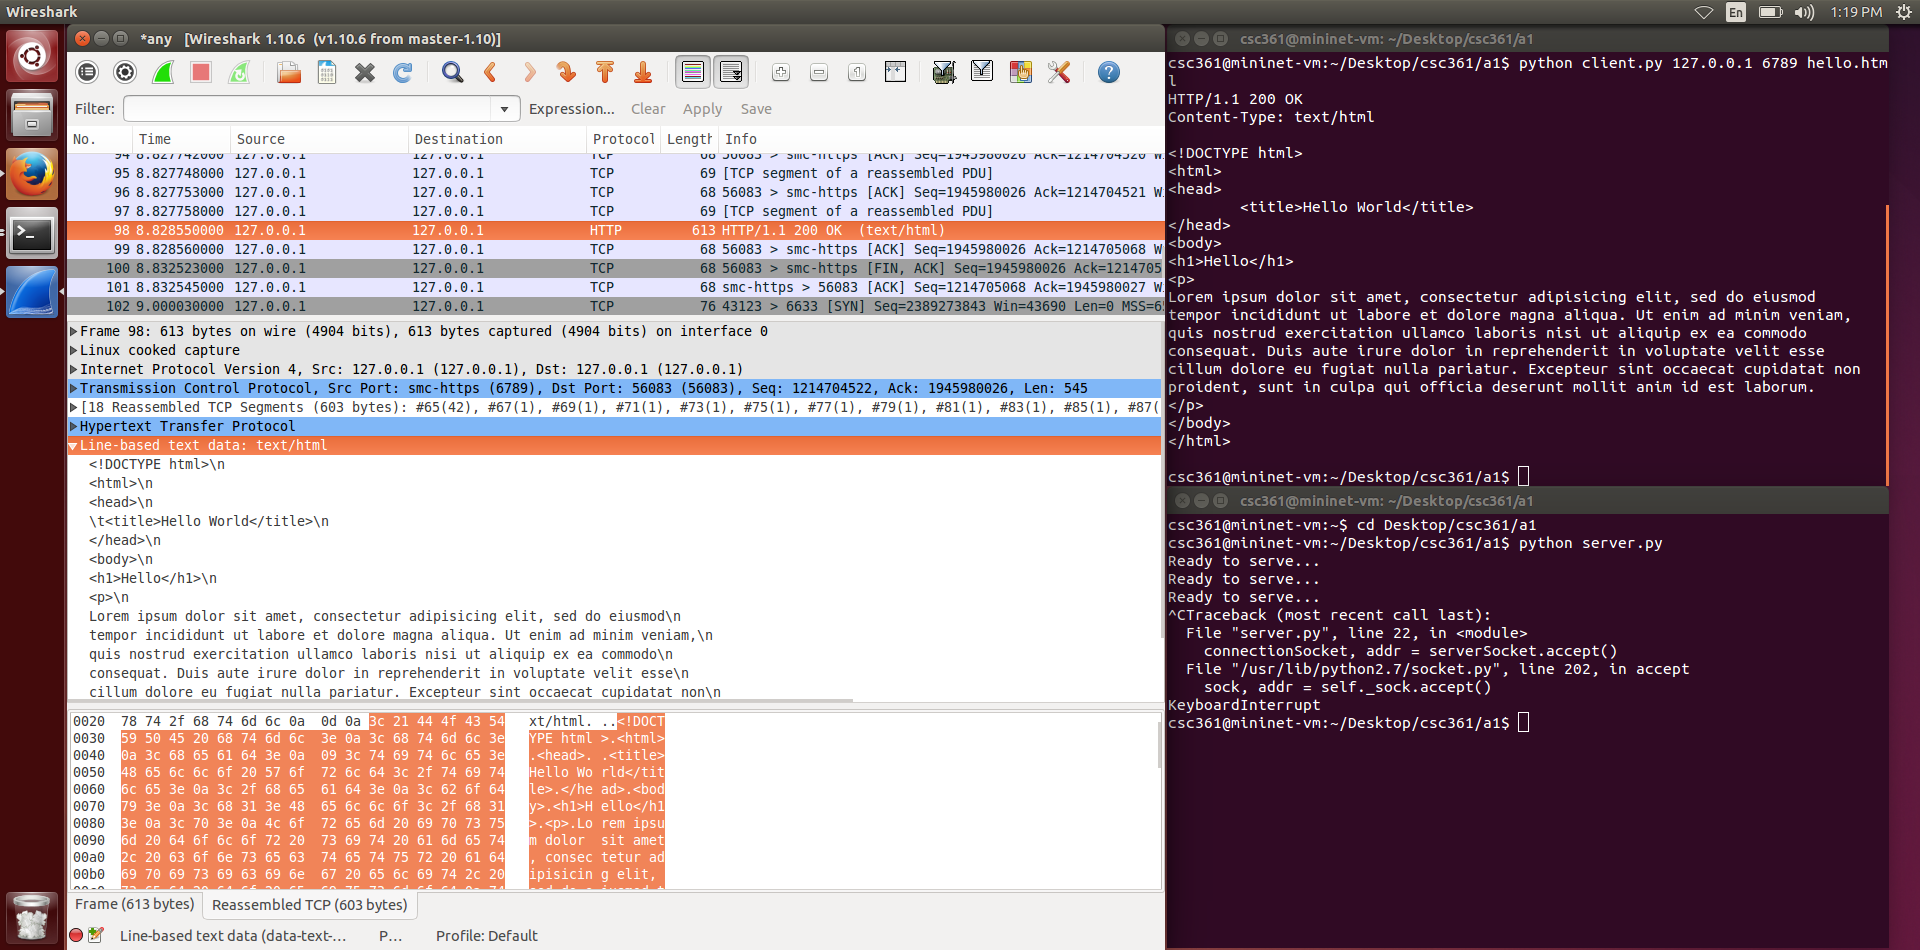 Wireshark
En
1:19 PM
*any [Wireshark 1.10.6 (v1.10.6 from master-1.10)]
Filter:
Expression... Clear Apply Save
No. Time Source Destination Protocol Length Info
94 8.827742000 127.0.0.1 127.0.0.1 TCP 68 56083 > smc-https [ACK] Seq=1945980026 Ack=1214704520 W
95 8.827748000 127.0.0.1 127.0.0.1 TCP 69 [TCP segment of a reassembled PDU]
96 8.827753000 127.0.0.1 127.0.0.1 TCP 68 56083 > smc-https [ACK] Seq=1945980026 Ack=1214704521 W
97 8.827758000 127.0.0.1 127.0.0.1 TCP 69 [TCP segment of a reassembled PDU]
98 8.828550000 127.0.0.1 127.0.0.1 HTTP 613 HTTP/1.1 200 OK (text/html)
99 8.828560000 127.0.0.1 127.0.0.1 TCP 68 56083 > smc-https [ACK] Seq=1945980026 Ack=1214705068 W
100 8.832523000 127.0.0.1 127.0.0.1 TCP 68 56083 > smc-https [FIN, ACK] Seq=1945980026 Ack=1214705
101 8.832545000 127.0.0.1 127.0.0.1 TCP 68 smc-https > 56083 [ACK] Seq=1214705068 Ack=1945980027 W
102 9.000030000 127.0.0.1 127.0.0.1 TCP 76 43123 > 6633 [SYN] Seq=2389273843 Win=43690 Len=0 MSS=6
Frame 98: 613 bytes on wire (4904 bits), 613 bytes captured (4904 bits) on interface 0
Linux cooked capture
Internet Protocol Version 4, Src: 127.0.0.1 (127.0.0.1), Dst: 127.0.0.1 (127.0.0.1)
Transmission Control Protocol, Src Port: smc-https (6789), Dst Port: 56083 (56083), Seq: 1214704522, Ack: 1945980026, Len: 545
[18 Reassembled TCP Segments (603 bytes): #65(42), #67(1), #69(1), #71(1), #73(1), #75(1), #77(1), #79(1), #81(1), #83(1), #85(1), #87(
Hypertext Transfer Protocol
Line-based text data: text/html
<!DOCTYPE html>\n
<html>\n
<head>\n
\t<title>Hello World</title>\n
</head>\n
<body>\n
<h1>Hello</h1>\n
<p>\n
Lorem ipsum dolor sit amet, consectetur adipisicing elit, sed do eiusmod\n
tempor incididunt ut labore et dolore magna aliqua. Ut enim ad minim veniam,\n
quis nostrud exercitation ullamco laboris nisi ut aliquip ex ea commodo\n
consequat. Duis aute irure dolor in reprehenderit in voluptate velit esse\n
cillum dolore eu fugiat nulla pariatur. Excepteur sint occaecat cupidatat non\n
0020 78 74 2f 68 74 6d 6c 0a 0d 0a 3c 21 44 4f 43 54 xt/html. ..<!DOCT
0030 59 50 45 20 68 74 6d 6c 3e 0a 3c 68 74 6d 6c 3e YPE html >.<html>
0040 0a 3c 68 65 61 64 3e 0a 09 3c 74 69 74 6c 65 3e .<head>. .<title>
0050 48 65 6c 6c 6f 20 57 6f 72 6c 64 3c 2f 74 69 74 Hello Wo rld</tit
0060 6c 65 3e 0a 3c 2f 68 65 61 64 3e 0a 3c 62 6f 64 le>.</he ad>.<bod
0070 79 3e 0a 3c 68 31 3e 48 65 6c 6c 6f 3c 2f 68 31 y>.<h1>H ello</h1
0080 3e 0a 3c 70 3e 0a 4c 6f 72 65 6d 20 69 70 73 75 >.<p>.Lo rem ipsu
0090 6d 20 64 6f 6c 6f 72 20 73 69 74 20 61 6d 65 74 m dolor sit amet
00a0 2c 20 63 6f 6e 73 65 63 74 65 74 75 72 20 61 64 , consec tetur ad
00b0 69 70 69 73 69 63 69 6e 67 20 65 6c 69 74 2c 20 ipisicin g elit,
Frame (613 bytes) Reassembled TCP (603 bytes)
Line-based text data (data-text-... P... Profile: Default
csc361@mininet-vm: ~/Desktop/csc361/a1
csc361@mininet-vm:~/Desktop/csc361/a1$ python client.py 127.0.0.1 6789 hello.htm
l
HTTP/1.1 200 OK
Content-Type: text/html
<!DOCTYPE html>
<html>
<head>
<title>Hello World</title>
</head>
<body>
<h1>Hello</h1>
<p>
Lorem ipsum dolor sit amet, consectetur adipisicing elit, sed do eiusmod
tempor incididunt ut labore et dolore magna aliqua. Ut enim ad minim veniam,
quis nostrud exercitation ullamco laboris nisi ut aliquip ex ea commodo
consequat. Duis aute irure dolor in reprehenderit in voluptate velit esse
cillum dolore eu fugiat nulla pariatur. Excepteur sint occaecat cupidatat non
proident, sunt in culpa qui officia deserunt mollit anim id est laborum.
</p>
</body>
</html>
csc361@mininet-vm:~/Desktop/csc361/a1$
csc361@mininet-vm: ~/Desktop/csc361/a1
csc361@mininet-vm:~$ cd Desktop/csc361/a1
csc361@mininet-vm:~/Desktop/csc361/a1$ python server.py
Ready to serve...
Ready to serve...
Ready to serve...
^CTraceback (most recent call last):
File "server.py", line 22, in <module>
connectionSocket, addr = serverSocket.accept()
File "/usr/lib/python2.7/socket.py", line 202, in accept
sock, addr = self._sock.accept()
KeyboardInterrupt
csc361@mininet-vm:~/Desktop/csc361/a1$